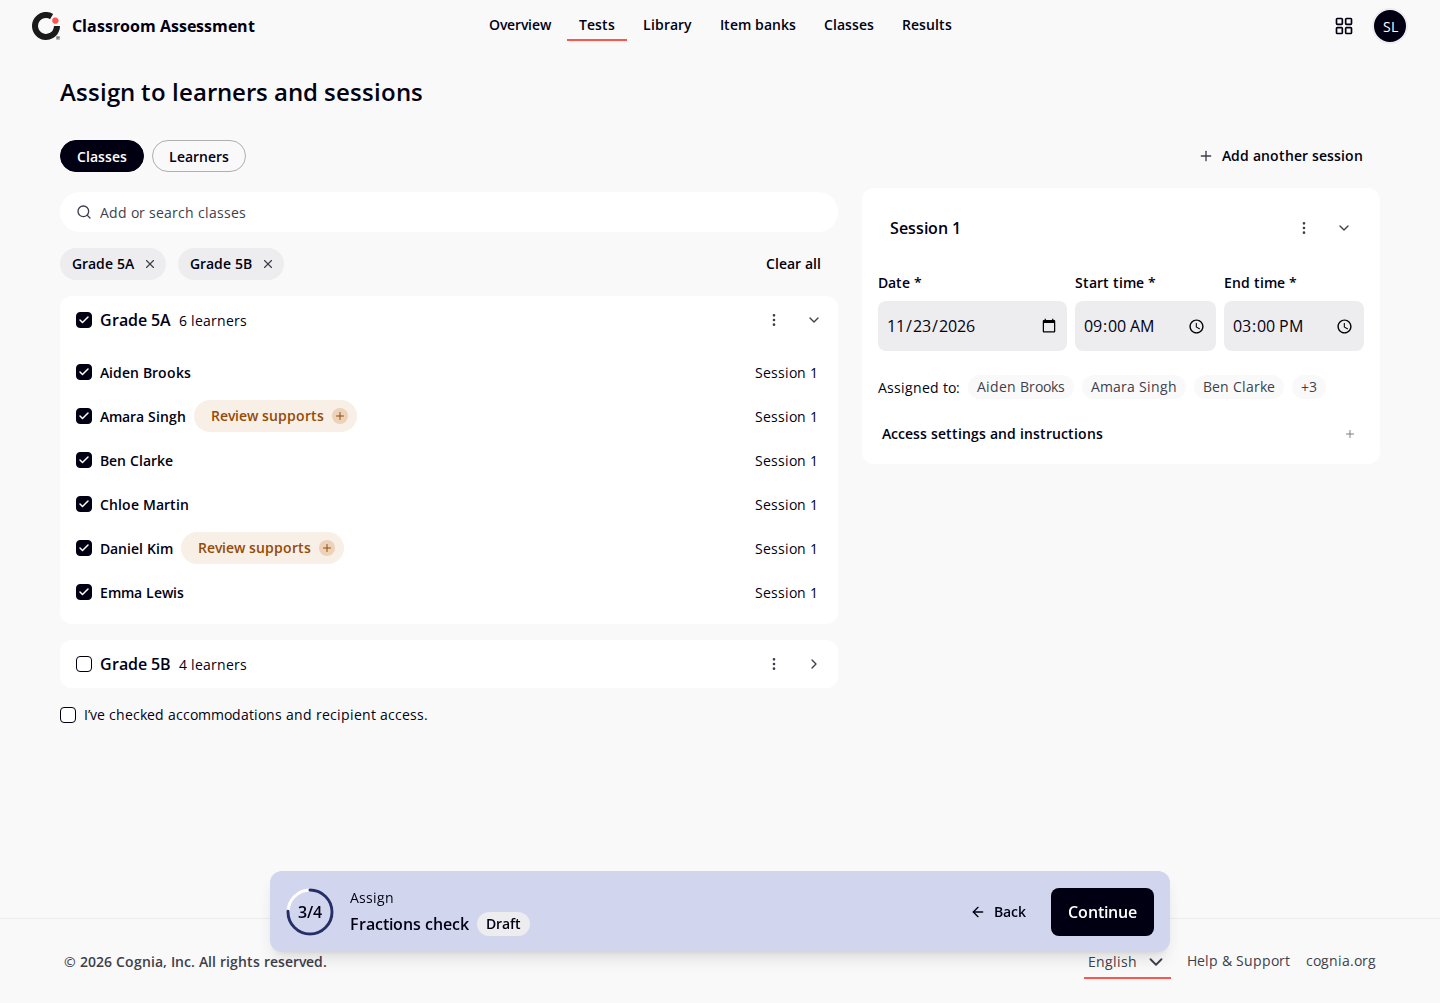 Classroom Assessment
Overview
Tests
Library
Item banks
Classes
Results
SL
Assign to learners and sessions
Classes
Learners
Add another session
Add or search classes
Grade 5A
Grade 5B
Clear all
Grade 5A 6 learners
Aiden Brooks Session 1
Amara Singh Review supports Session 1
Ben Clarke Session 1
Chloe Martin Session 1
Daniel Kim Review supports Session 1
Emma Lewis Session 1
Grade 5B 4 learners
I've checked accommodations and recipient access.
Session 1
Date * Start time * End time *
11/23/2026 09:00 AM 03:00 PM
Assigned to: Aiden Brooks Amara Singh Ben Clarke +3
Access settings and instructions
3/4
Assign
Fractions check Draft
Back
Continue
© 2026 Cognia, Inc. All rights reserved.
English
Help & Support
cognia.org